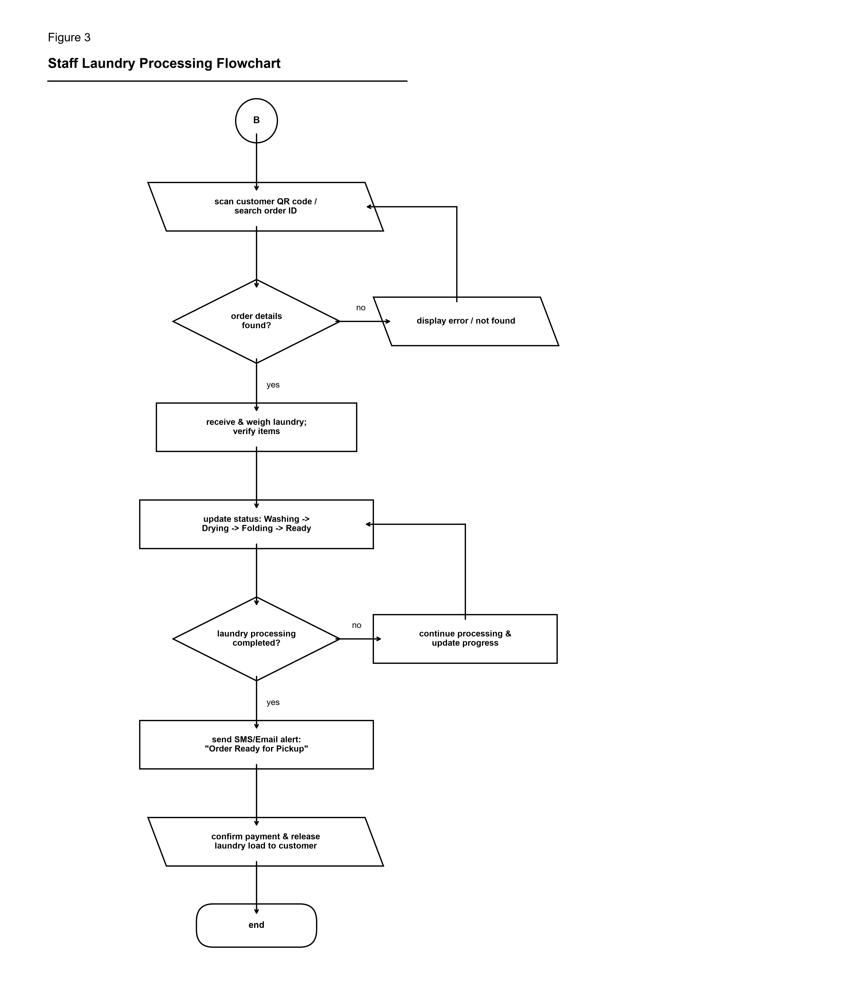 Figure 3
Staff Laundry Processing Flowchart
B
scan customer QR code /
search order ID
order details
found?
no
display error / not found
yes
receive & weigh laundry;
verify items
update status: Washing ->
Drying -> Folding -> Ready
laundry processing
completed?
no
continue processing &
update progress
yes
send SMS/Email alert:
"Order Ready for Pickup"
confirm payment & release
laundry load to customer
end